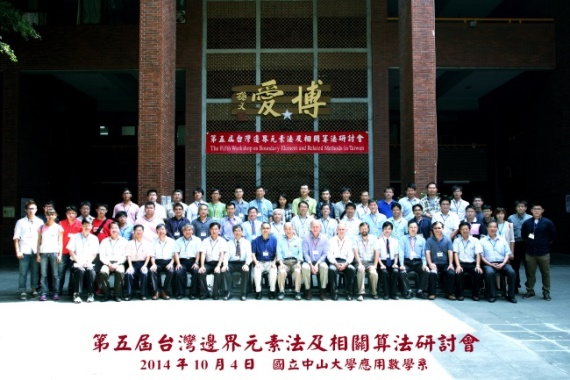 博愛
孫文
第五屆台灣邊界元素法及相關算法研討會
The Fifth Workshop on Boundary Element and Related Methods in Taiwan
第五屆台灣邊界元素法及相關算法研討會
2014 年 10 月 4 日 國立中山大學應用數學系